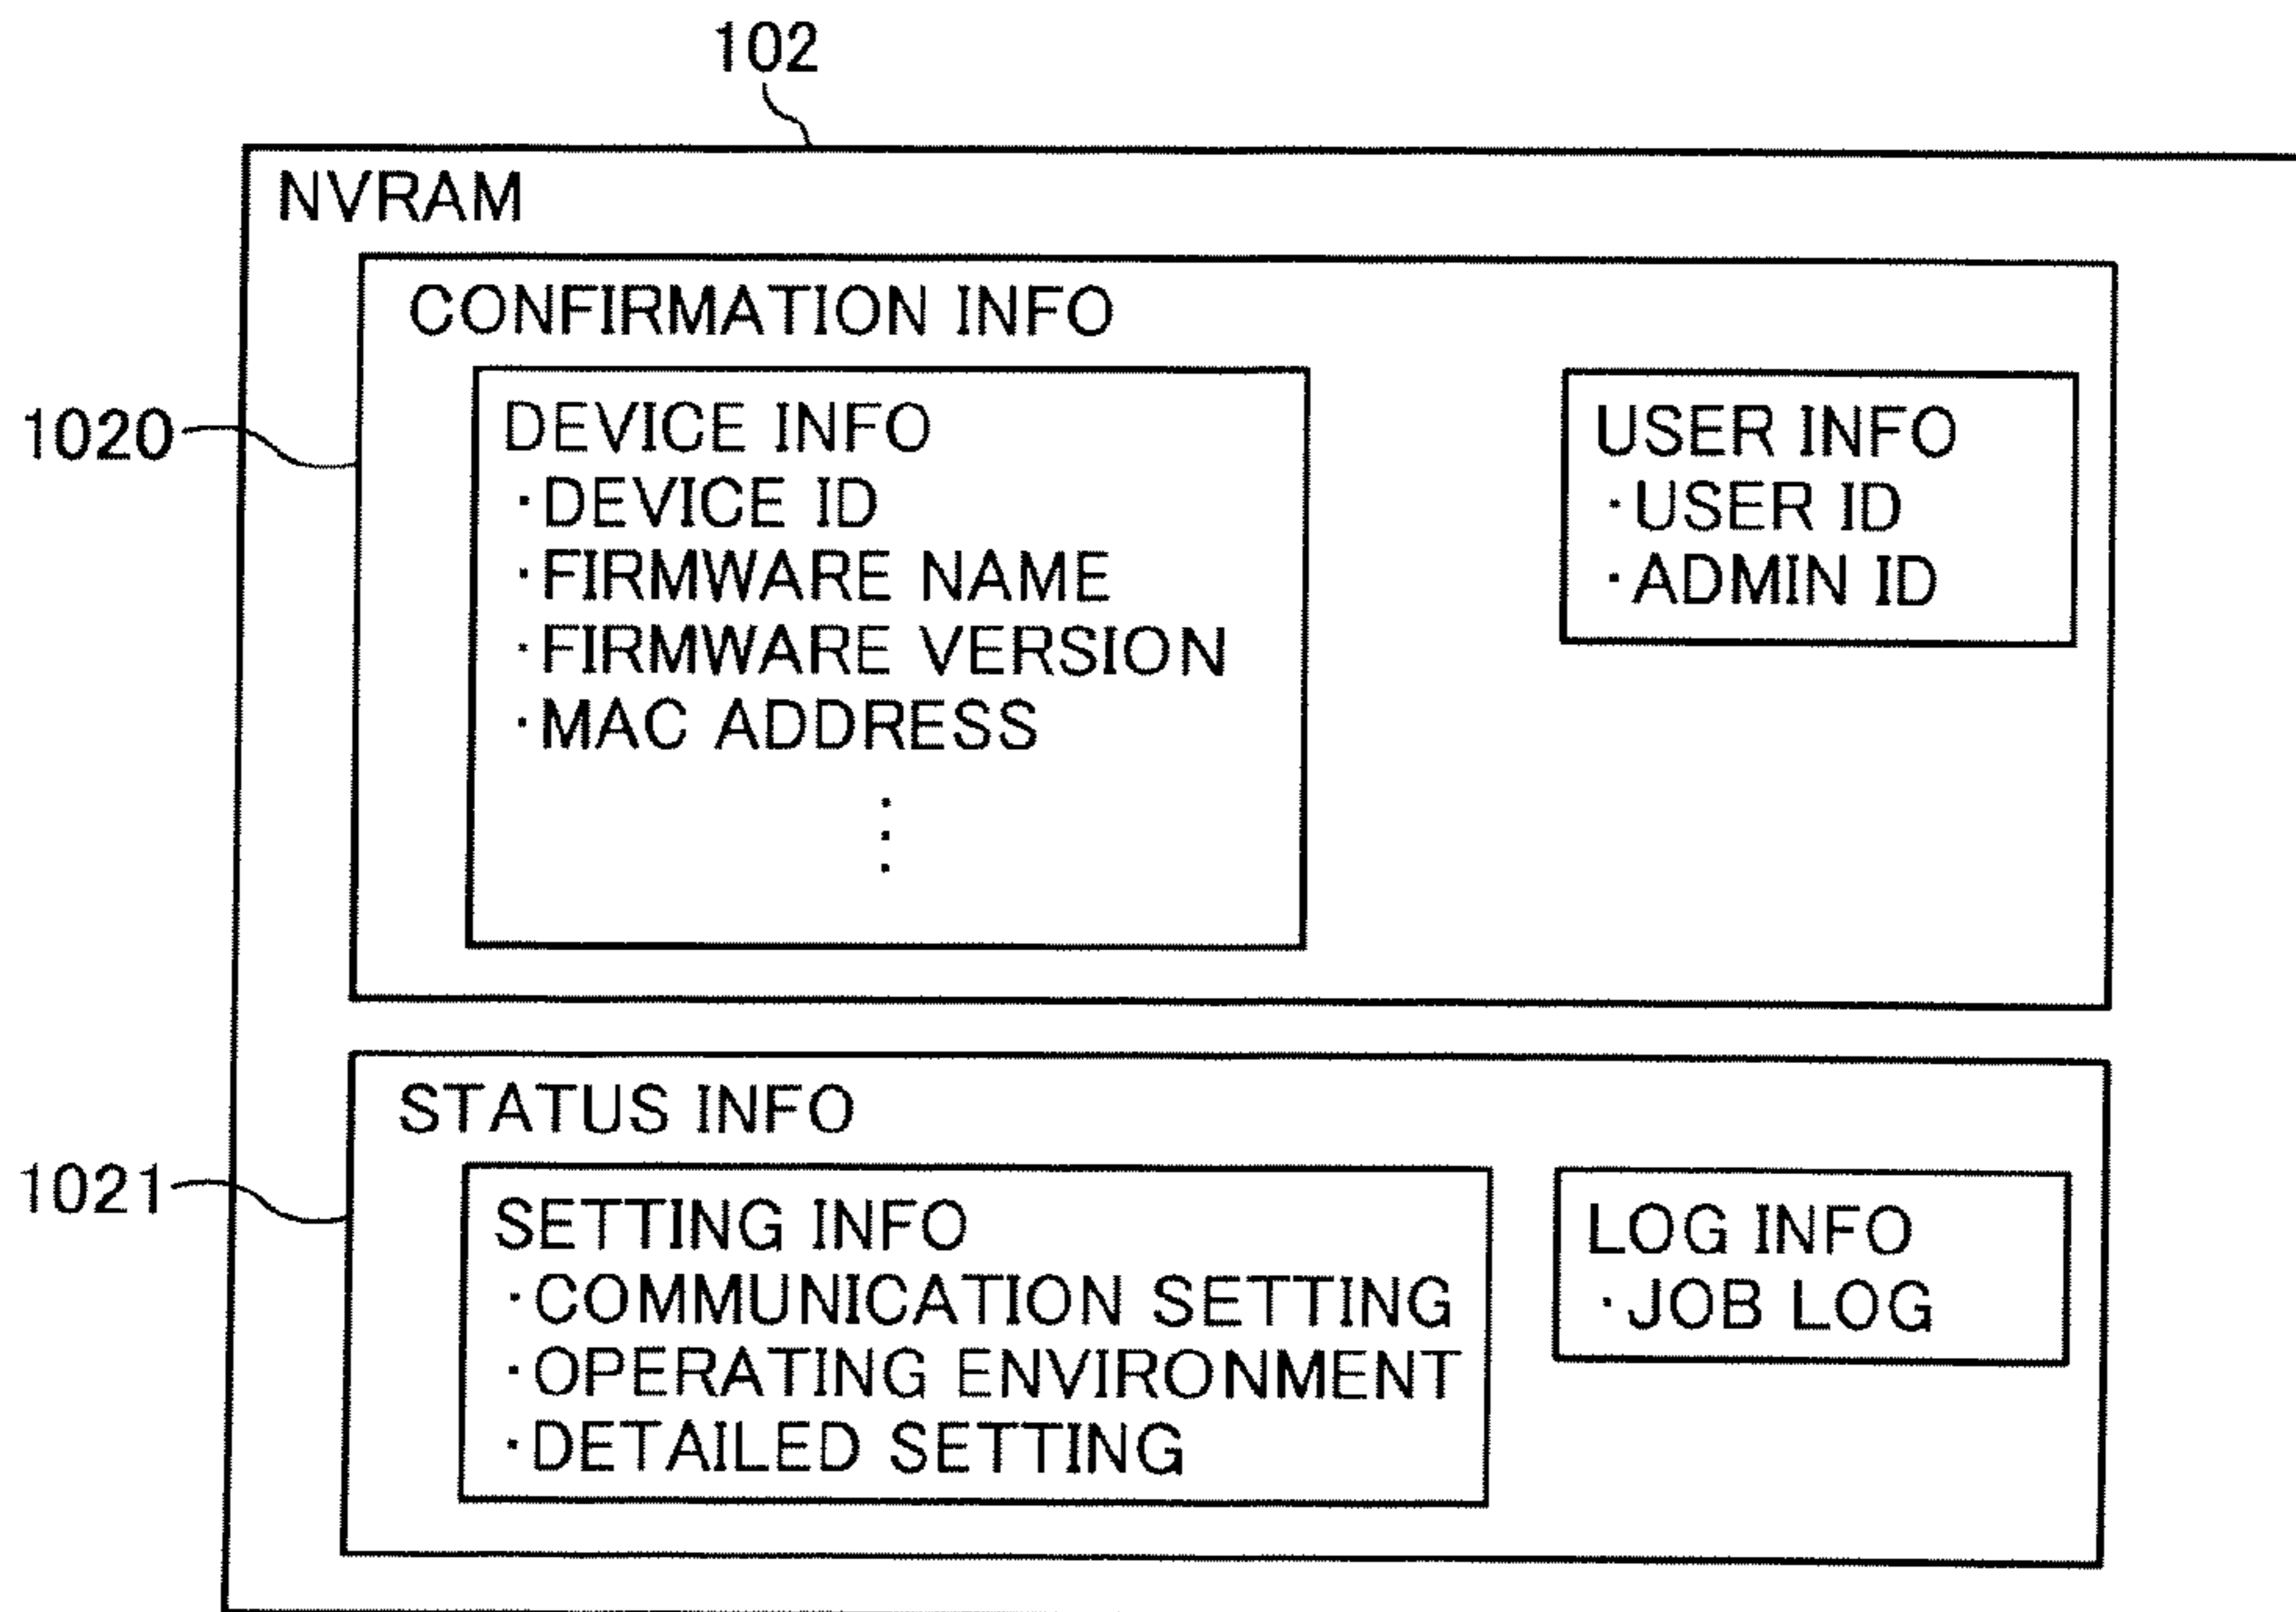 102
NVRAM
CONFIRMATION INFO
1020
DEVICE INFO
・DEVICE ID
・FIRMWARE NAME
・FIRMWARE VERSION
・MAC ADDRESS
⋮
USER INFO
・USER ID
・ADMIN ID
STATUS INFO
1021
SETTING INFO
・COMMUNICATION SETTING
・OPERATING ENVIRONMENT
・DETAILED SETTING
LOG INFO
・JOB LOG